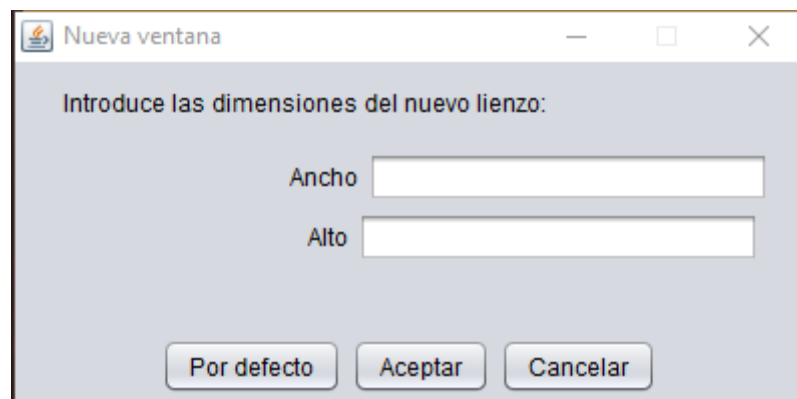 Nueva ventana
Introduce las dimensiones del nuevo lienzo:
Ancho
Alto
Por defecto Aceptar Cancelar